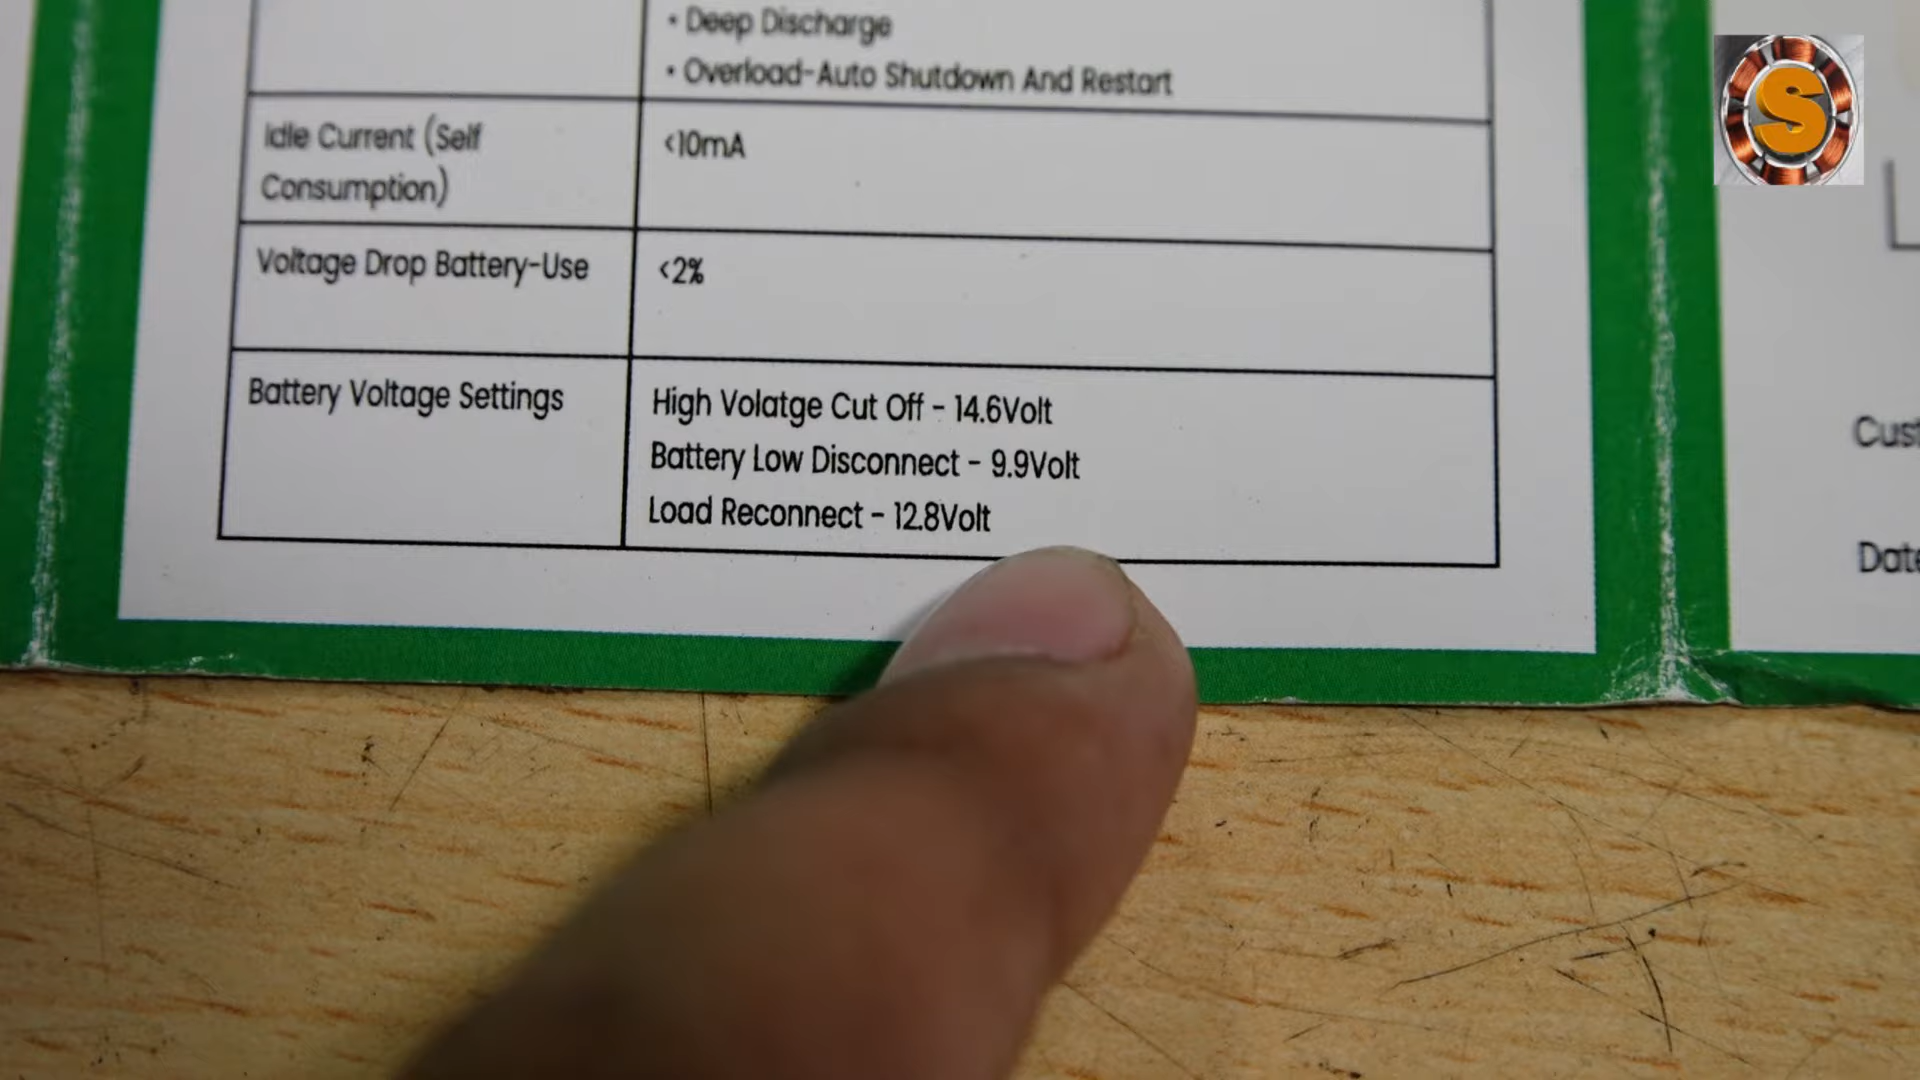 • Deep Discharge
• Overload-Auto Shutdown And Restart
Idle Current (Self
Consumption)
<10mA
Voltage Drop Battery-Use
<2%
Battery Voltage Settings
High Volatge Cut Off - 14.6Volt
Battery Low Disconnect - 9.9Volt
Load Reconnect - 12.8Volt
S